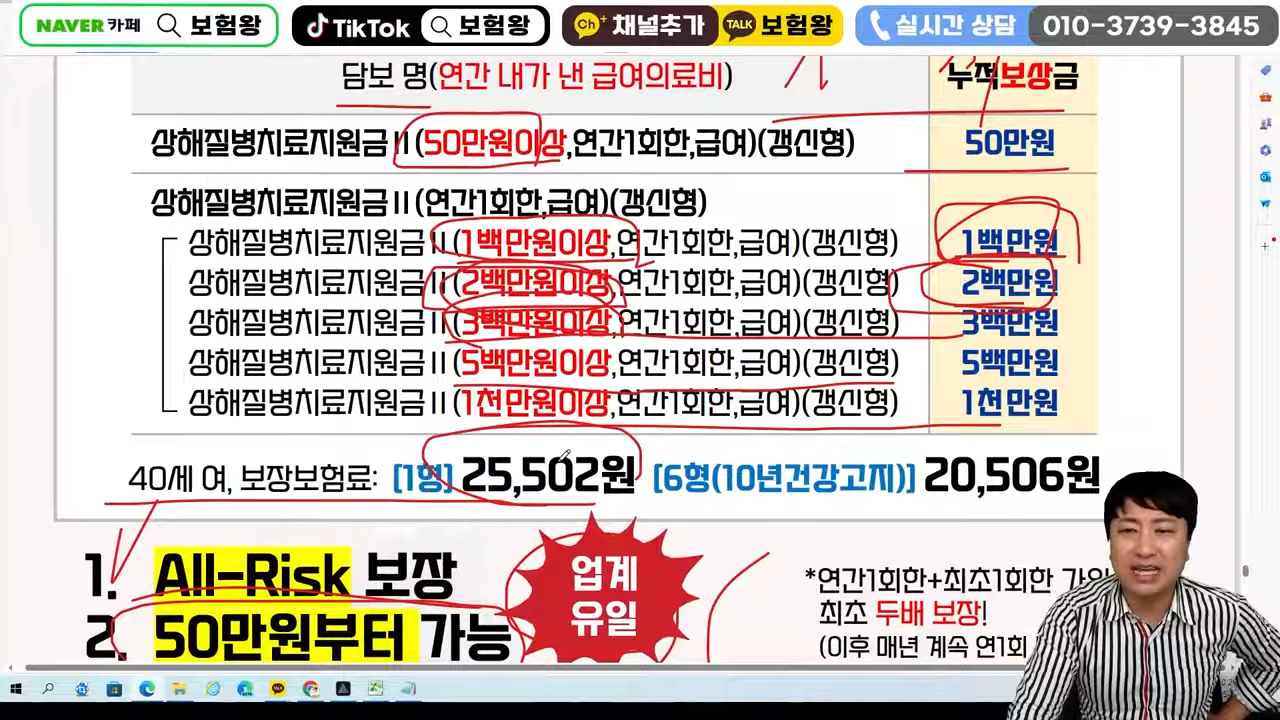 NAVER 카페 보험왕 TikTok 보험왕 Ch+ 채널추가 TALK 보험왕 실시간 상담 010-3739-3845
담보 명(연간 내가 낸 급여의료비) 누적보상금
상해질병치료지원금Ⅱ(50만원이상,연간1회한,급여)(갱신형) 50만원
상해질병치료지원금Ⅱ(연간1회한,급여)(갱신형)
상해질병치료지원금Ⅱ(1백만원이상,연간1회한,급여)(갱신형) 1백만원
상해질병치료지원금Ⅱ(2백만원이상,연간1회한,급여)(갱신형) 2백만원
상해질병치료지원금Ⅱ(3백만원이상,연간1회한,급여)(갱신형) 3백만원
상해질병치료지원금Ⅱ(5백만원이상,연간1회한,급여)(갱신형) 5백만원
상해질병치료지원금Ⅱ(1천만원이상,연간1회한,급여)(갱신형) 1천만원
40세 여, 보장보험료: [1형] 25,502원 [6형(10년건강고지)] 20,506원
1. All-Risk 보장
2. 50만원부터 가능
업계
유일
*연간1회한+최초1회한
최초 두배 보장!
(이후 매년 계속 연1회